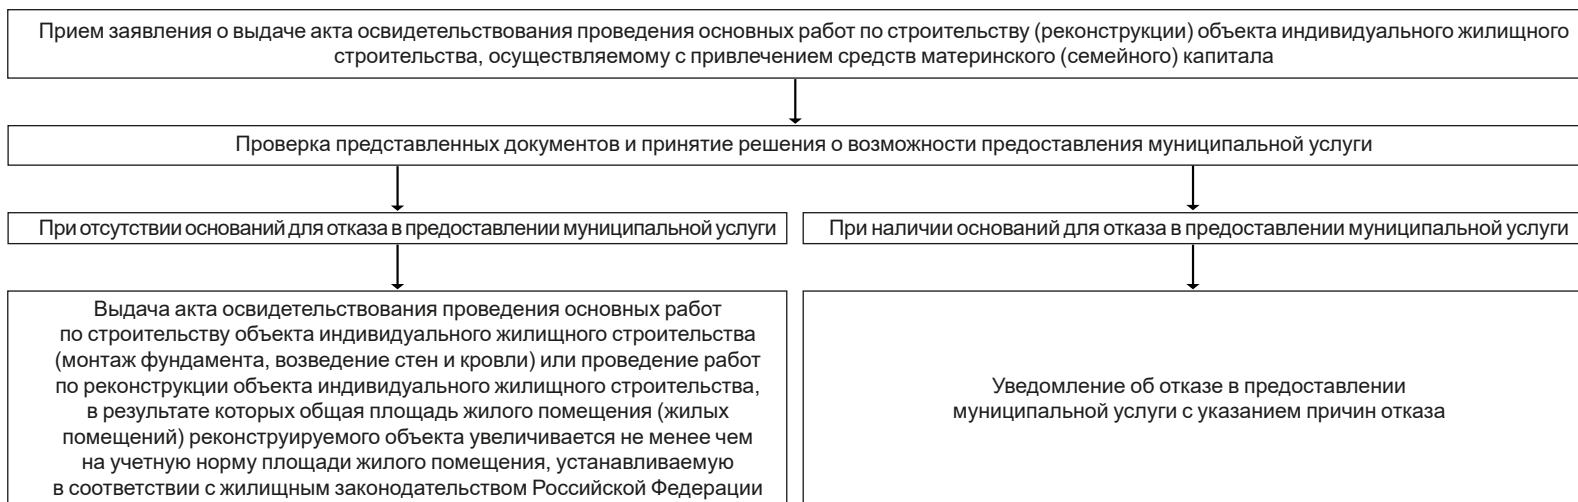 Прием заявления о выдаче акта освидетельствования проведения основных работ по строительству (реконструкции) объекта индивидуального жилищного
строительства, осуществляемому с привлечением средств материнского (семейного) капитала
Проверка представленных документов и принятие решения о возможности предоставления муниципальной услуги
При отсутствии оснований для отказа в предоставлении муниципальной услуги
При наличии оснований для отказа в предоставлении муниципальной услуги
Выдача акта освидетельствования проведения основных работ
по строительству объекта индивидуального жилищного строительства
(монтаж фундамента, возведение стен и кровли) или проведение работ
по реконструкции объекта индивидуального жилищного строительства,
в результате которых общая площадь жилого помещения (жилых
помещений) реконструируемого объекта увеличивается не менее чем
на учетную норму площади жилого помещения, устанавливаемую
в соответствии с жилищным законодательством Российской Федерации
Уведомление об отказе в предоставлении
муниципальной услуги с указанием причин отказа